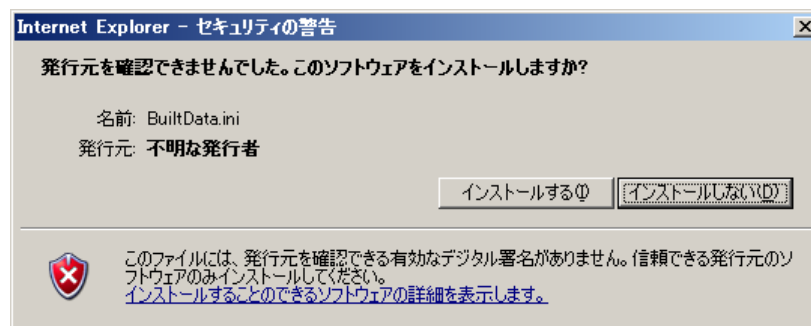 Internet Explorer - セキュリティの警告
発行元を確認できませんでした。このソフトウェアをインストールしますか?
名前: BuiltData.ini
発行元: 不明な発行者
インストールする(I) インストールしない(D)
このファイルには、発行元を確認できる有効なデジタル署名がありません。信頼できる発行元のソ
フトウェアのみインストールしてください。
インストールすることのできるソフトウェアの詳細を表示します。